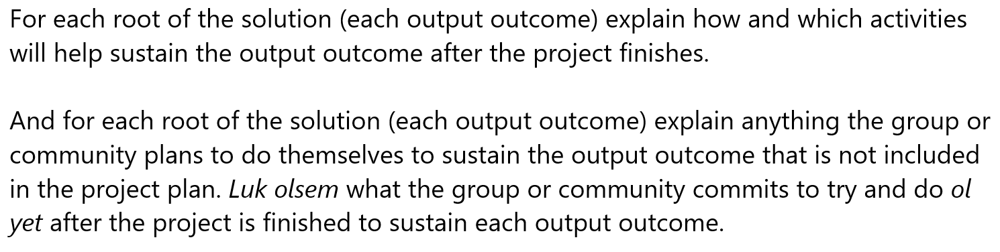 For each root of the solution (each output outcome) explain how and which activities
will help sustain the output outcome after the project finishes.
And for each root of the solution (each output outcome) explain anything the group or
community plans to do themselves to sustain the output outcome that is not included
in the project plan. Luk olsem what the group or community commits to try and do ol
yet after the project is finished to sustain each output outcome.